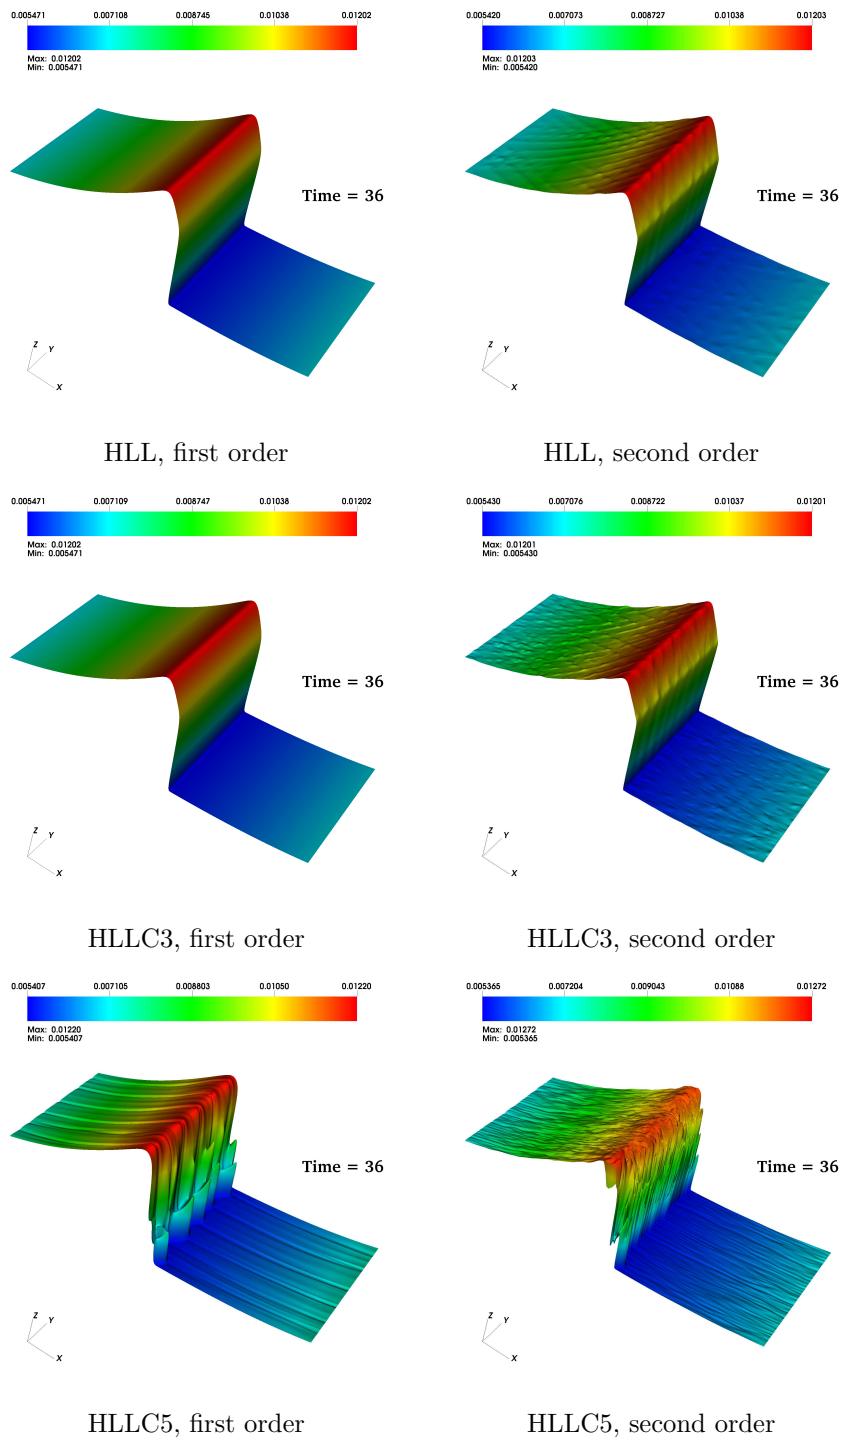 0.005471 0.007108 0.008745 0.01038 0.01202
Max: 0.01202
Min: 0.005471
Time = 36
Z Y X
HLL, first order
0.005420 0.007073 0.008727 0.01038 0.01203
Max: 0.01203
Min: 0.005420
Time = 36
Z Y X
HLL, second order
0.005471 0.007109 0.008747 0.01038 0.01202
Max: 0.01202
Min: 0.005471
Time = 36
Z Y X
HLLC3, first order
0.005430 0.007076 0.008722 0.01037 0.01201
Max: 0.01201
Min: 0.005430
Time = 36
Z Y X
HLLC3, second order
0.005407 0.007105 0.008803 0.01050 0.01220
Max: 0.01220
Min: 0.005407
Time = 36
Z Y X
HLLC5, first order
0.005365 0.007204 0.009043 0.01088 0.01272
Max: 0.01272
Min: 0.005365
Time = 36
Z Y X
HLLC5, second order